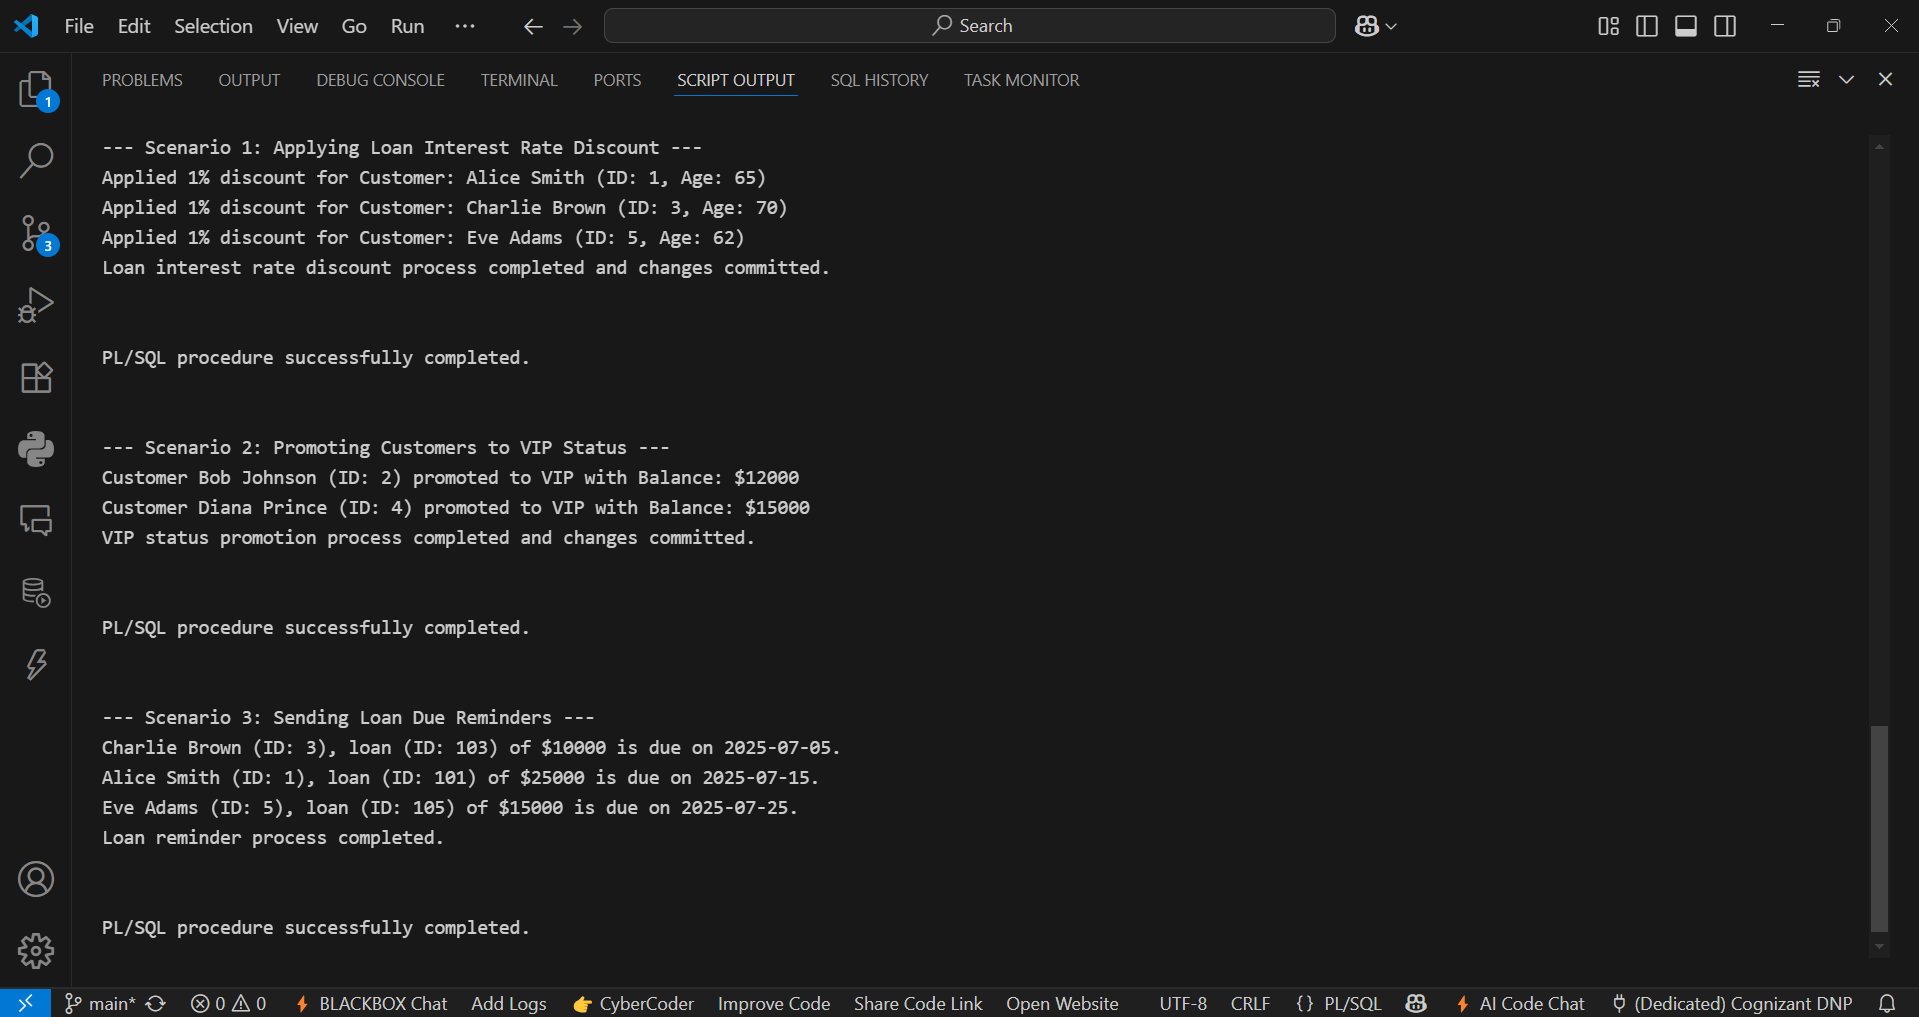 File Edit Selection View Go Run ··· Search
PROBLEMS OUTPUT DEBUG CONSOLE TERMINAL PORTS SCRIPT OUTPUT SQL HISTORY TASK MONITOR
1
3
--- Scenario 1: Applying Loan Interest Rate Discount ---
Applied 1% discount for Customer: Alice Smith (ID: 1, Age: 65)
Applied 1% discount for Customer: Charlie Brown (ID: 3, Age: 70)
Applied 1% discount for Customer: Eve Adams (ID: 5, Age: 62)
Loan interest rate discount process completed and changes committed.
PL/SQL procedure successfully completed.
--- Scenario 2: Promoting Customers to VIP Status ---
Customer Bob Johnson (ID: 2) promoted to VIP with Balance: $12000
Customer Diana Prince (ID: 4) promoted to VIP with Balance: $15000
VIP status promotion process completed and changes committed.
PL/SQL procedure successfully completed.
--- Scenario 3: Sending Loan Due Reminders ---
Charlie Brown (ID: 3), loan (ID: 103) of $10000 is due on 2025-07-05.
Alice Smith (ID: 1), loan (ID: 101) of $25000 is due on 2025-07-15.
Eve Adams (ID: 5), loan (ID: 105) of $15000 is due on 2025-07-25.
Loan reminder process completed.
PL/SQL procedure successfully completed.
main* 0 0 BLACKBOX Chat Add Logs CyberCoder Improve Code Share Code Link Open Website UTF-8 CRLF {} PL/SQL AI Code Chat (Dedicated) Cognizant DNP